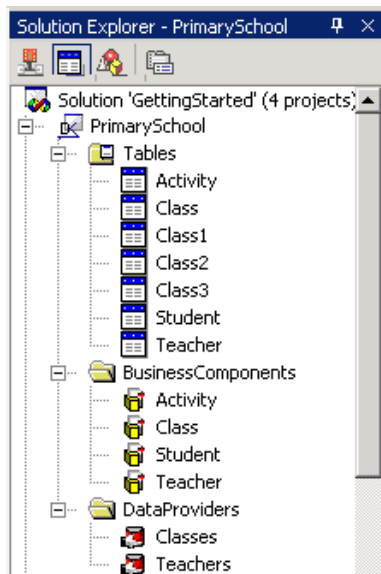 Solution Explorer - PrimarySchool
Solution 'GettingStarted' (4 projects)
PrimarySchool
Tables
Activity
Class
Class1
Class2
Class3
Student
Teacher
BusinessComponents
Activity
Class
Student
Teacher
DataProviders
Classes
Teachers